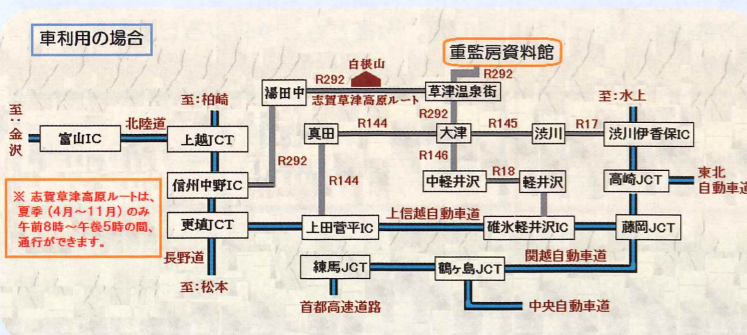 車利用の場合
重監房資料館
白根山
R292
R292
湯田中
志賀草津高原ルート
草津温泉街
至:柏崎
至:水上
至:金沢
北陸道
富山IC
上越JCT
R292
真田
R144
大津
R145
渋川
R17
渋川伊香保IC
R292
R146
R144
信州中野IC
中軽井沢
R18
軽井沢
高崎JCT
東北
自動車道
※ 志賀草津高原ルートは、
夏季(4月~11月)のみ
午前8時~午後5時の間、
通行ができます。
更埴JCT
上田菅平IC
上信越自動車道
碓氷軽井沢IC
藤岡JCT
長野道
至:松本
練馬JCT
鶴ヶ島JCT
関越自動車道
首都高速道路
中央自動車道